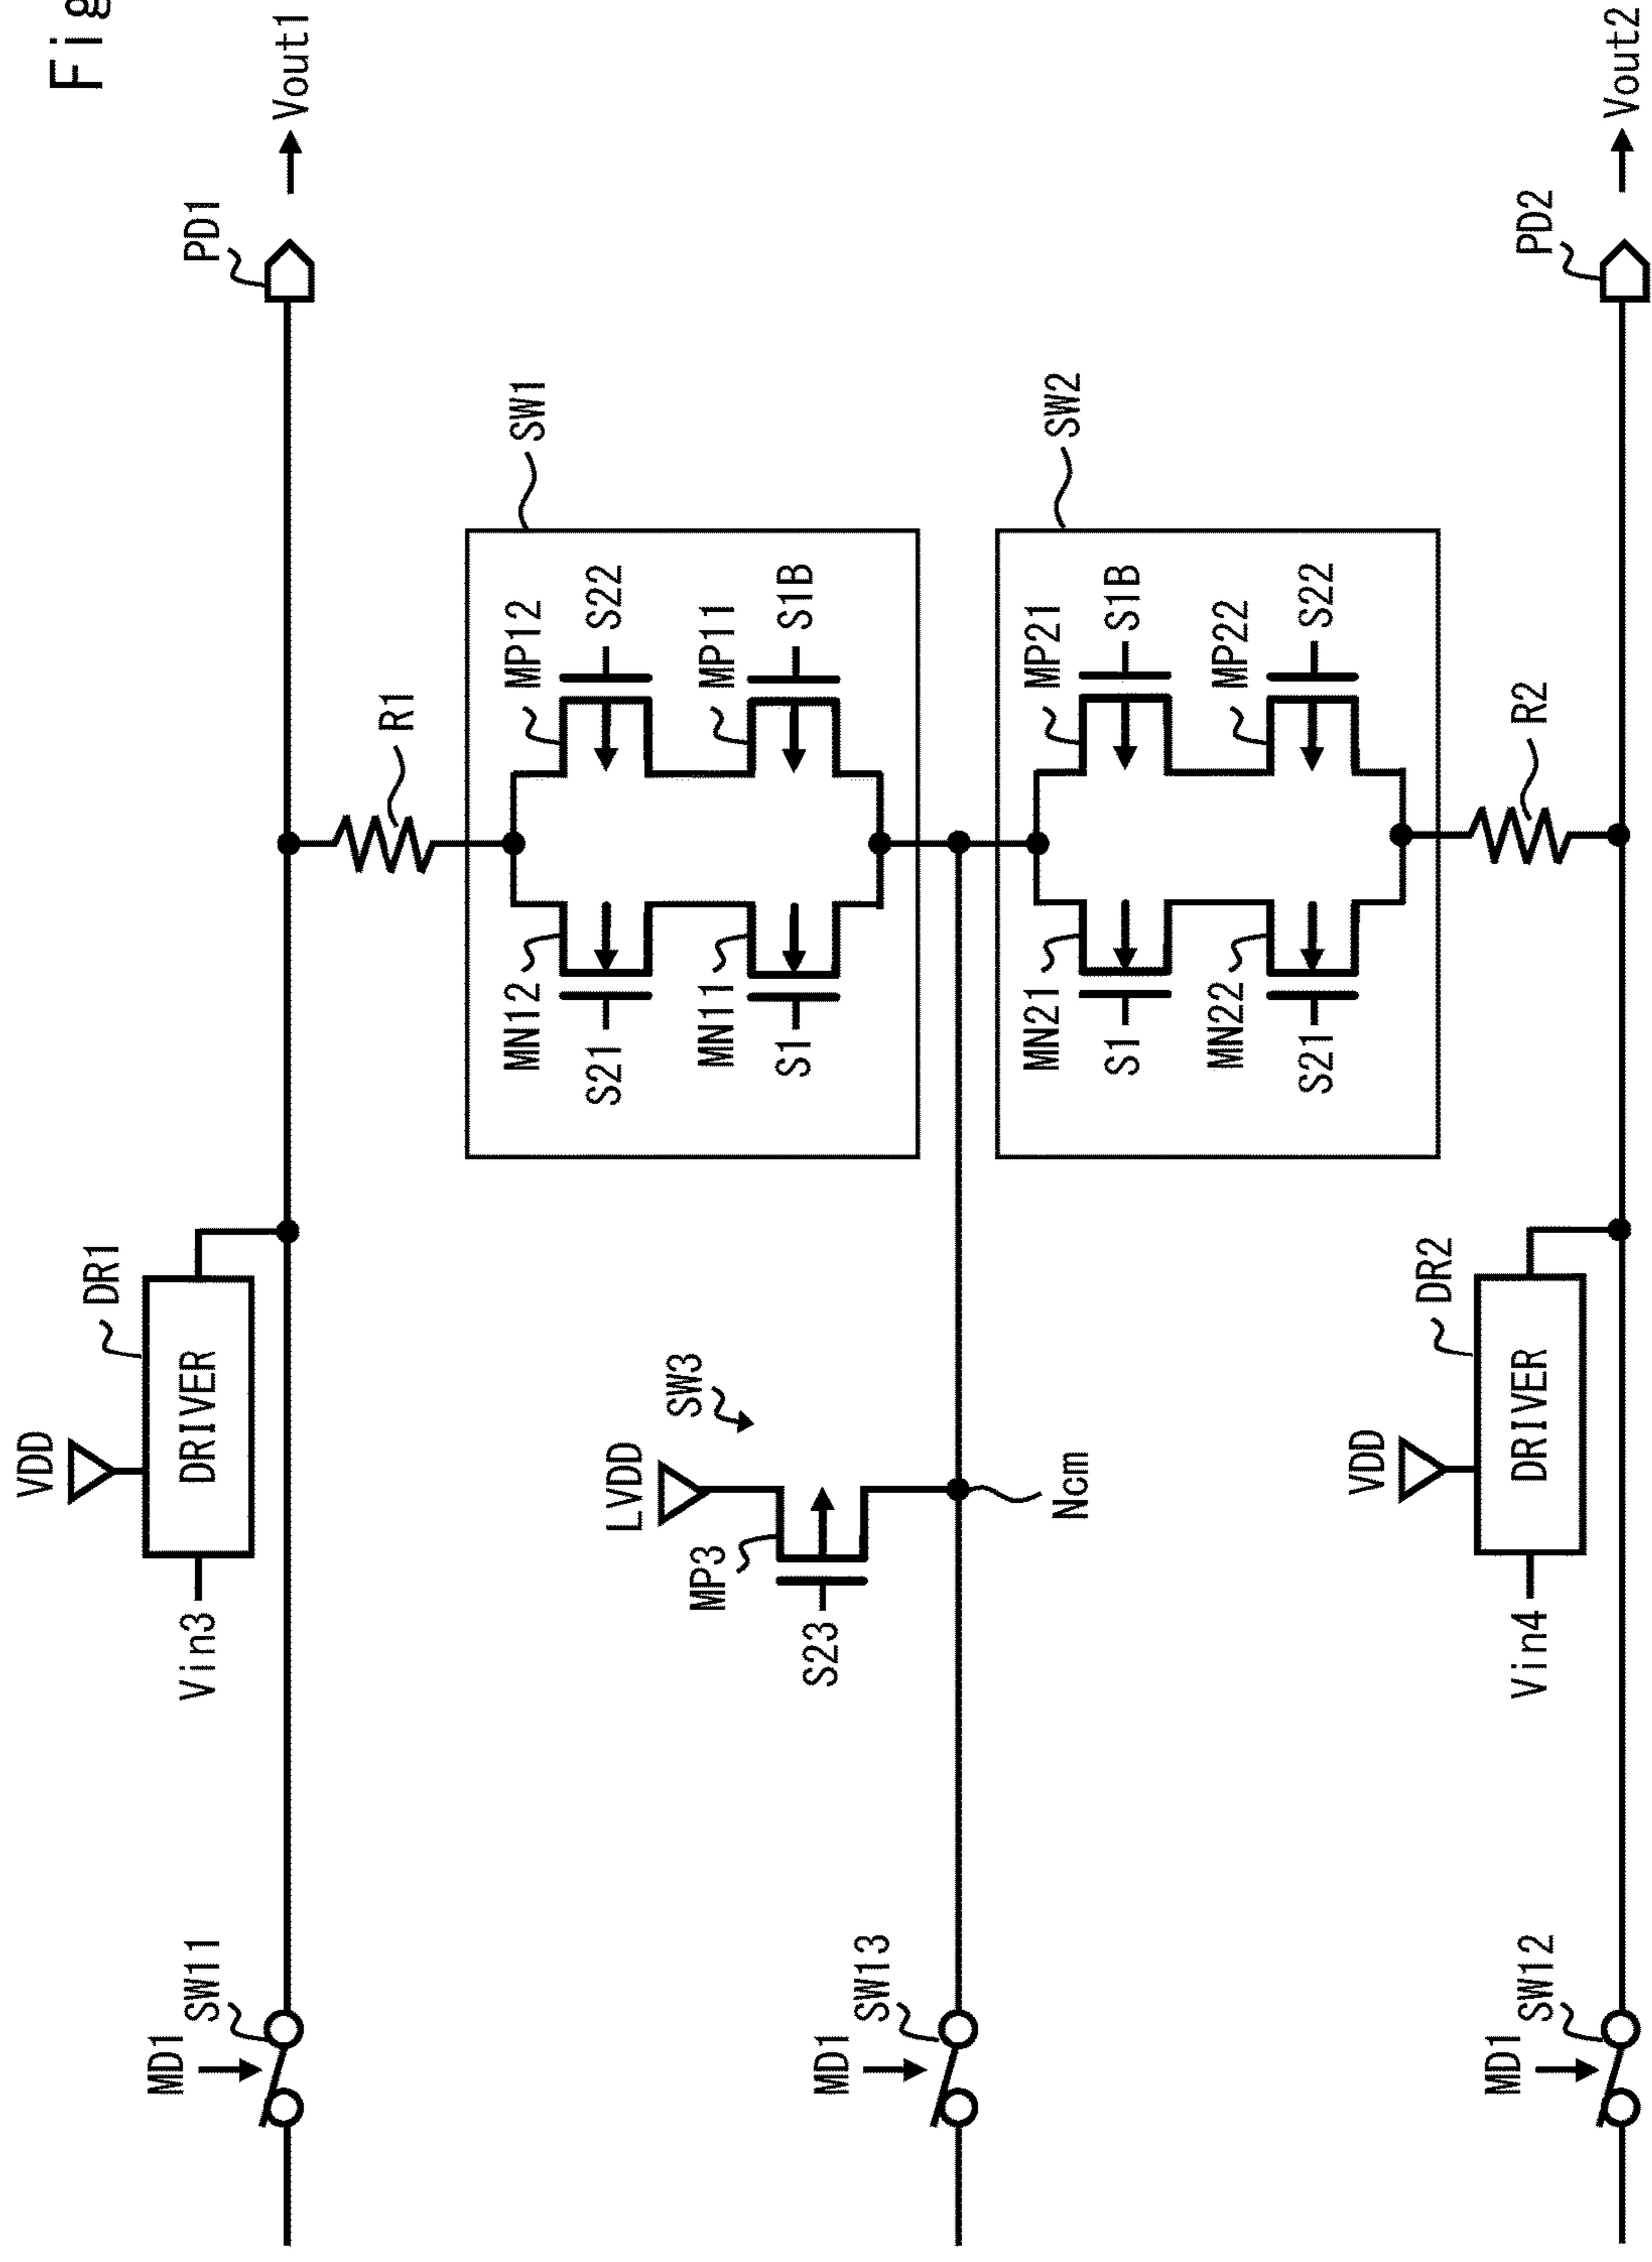 Fig
VDD
DR1
DRIVER
Vin3
MD1
SW11
PD1
Vout1
R1
SW1
MN12
MP12
S21
S22
MN11
MP11
S1
S1B
LVDD
SW3
MP3
S23
Ncm
MD1
SW13
SW2
MN21
MP21
S1
S1B
MN22
MP22
S21
S22
R2
VDD
DR2
DRIVER
Vin4
MD1
SW12
PD2
Vout2